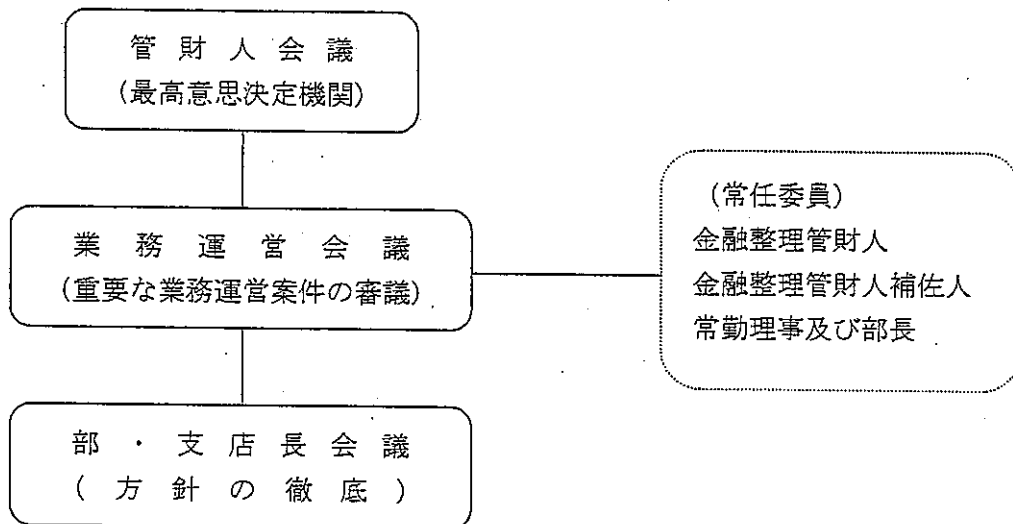 管財人会議
(最高意思決定機関)
業務運営会議
(重要な業務運営案件の審議)
(常任委員)
金融整理管財人
金融整理管財人補佐人
常勤理事及び部長
部・支店長会議
(方針の徹底)